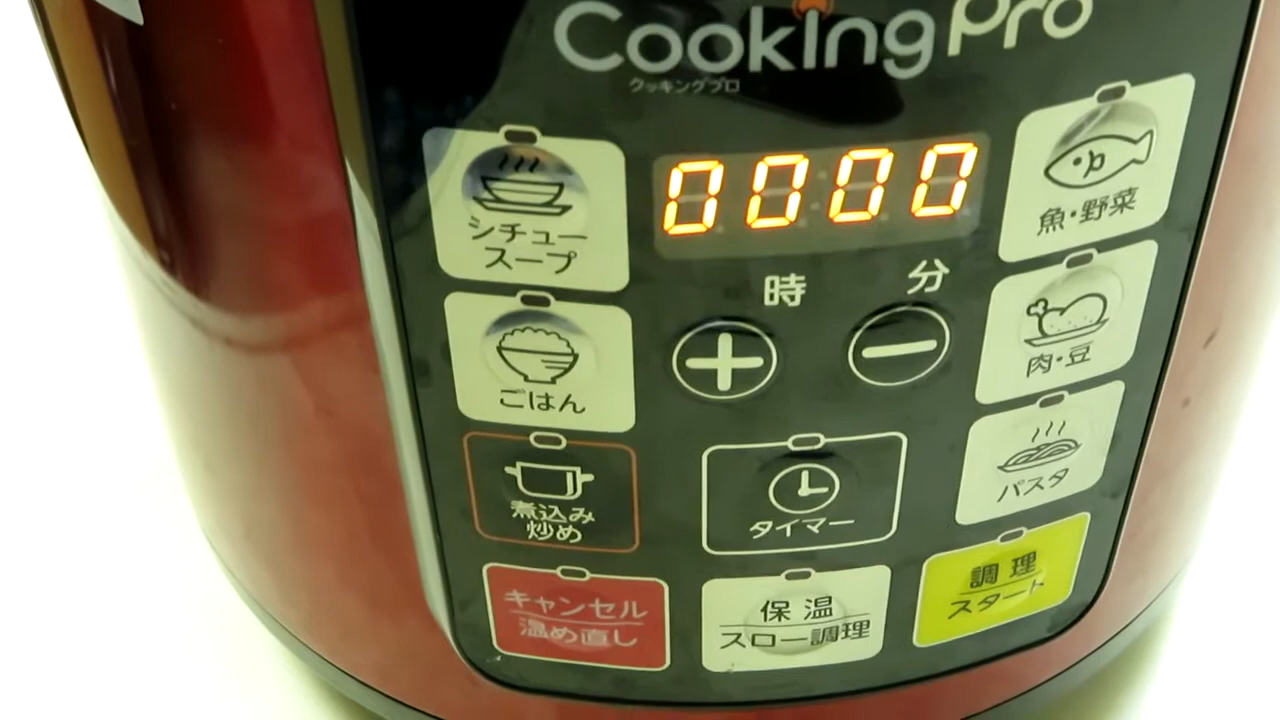 Cooking Pro
クッキングプロ
0000
時 分
シチュー
スープ
ごはん
煮込み
炒め
キャンセル
温め直し
タイマー
保温
スロー調理
魚・野菜
肉・豆
パスタ
調理
スタート